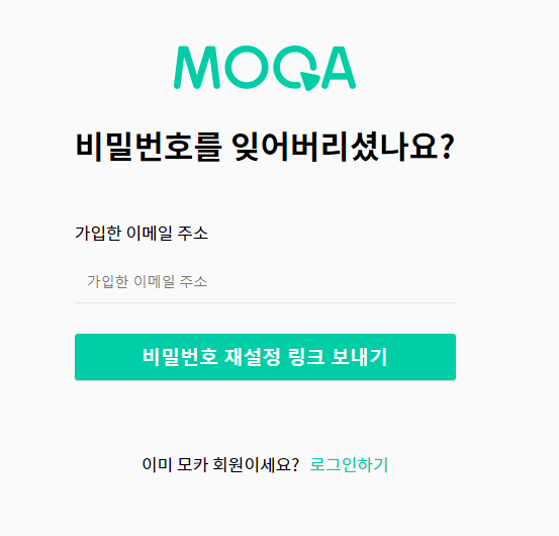 MOQA
비밀번호를 잊어버리셨나요?
가입한 이메일 주소
가입한 이메일 주소
비밀번호 재설정 링크 보내기
이미 모카 회원이세요? 로그인하기